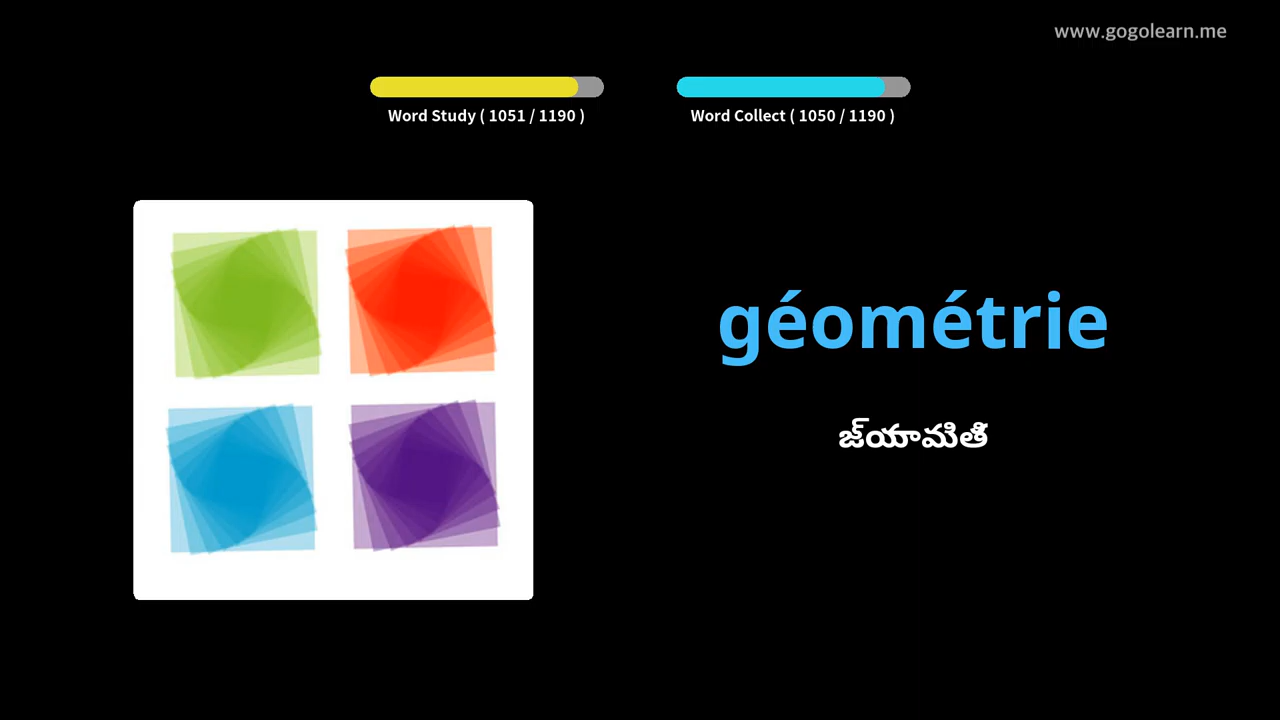 www.gogolearn.me
Word Study ( 1051 / 1190 )
Word Collect ( 1050 / 1190 )
géométrie
జ్యామితి